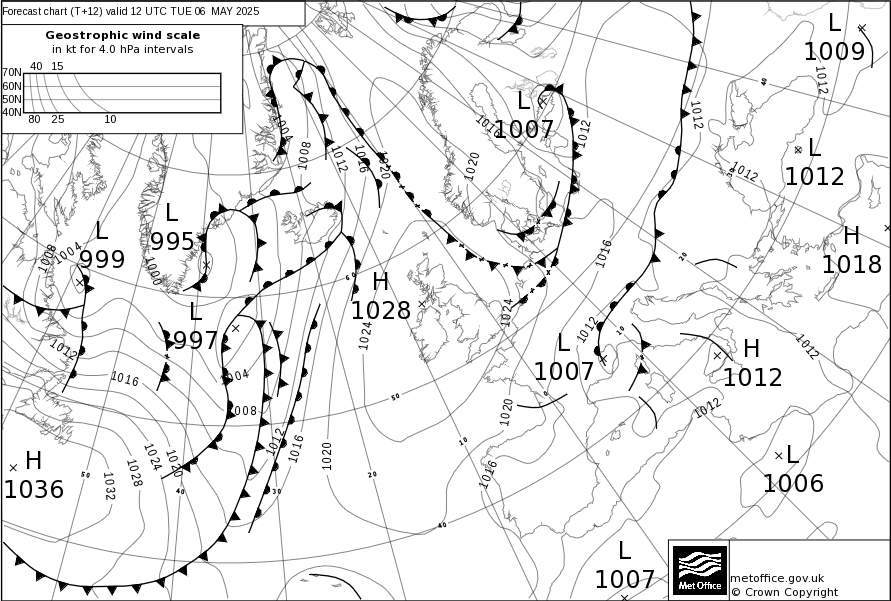 Forecast chart (T+12) valid 12 UTC TUE 06 MAY 2025
Geostrophic wind scale
in kt for 4.0 hPa intervals
40 15
70N
60N
50N
40N
80 25 10
L
1009
1012
40
L
1007
1012
1012
1012
1004
1008
1012
1016
1020
1020
L
1012
1012
L
999
L
995
1004
1008
1000
H
1018
1016
20
60
H
1028
1024
1024
L
997
1012
1016
1004
1008
L
1007
1012
10
H
1012
1012
1012
0
50
1020
10
H
1036
50
1032
1028
1024
1020
40
1012
1016
1020
30
20
1016
40
L
1006
L
1007
Met Office
metoffice.gov.uk
© Crown Copyright